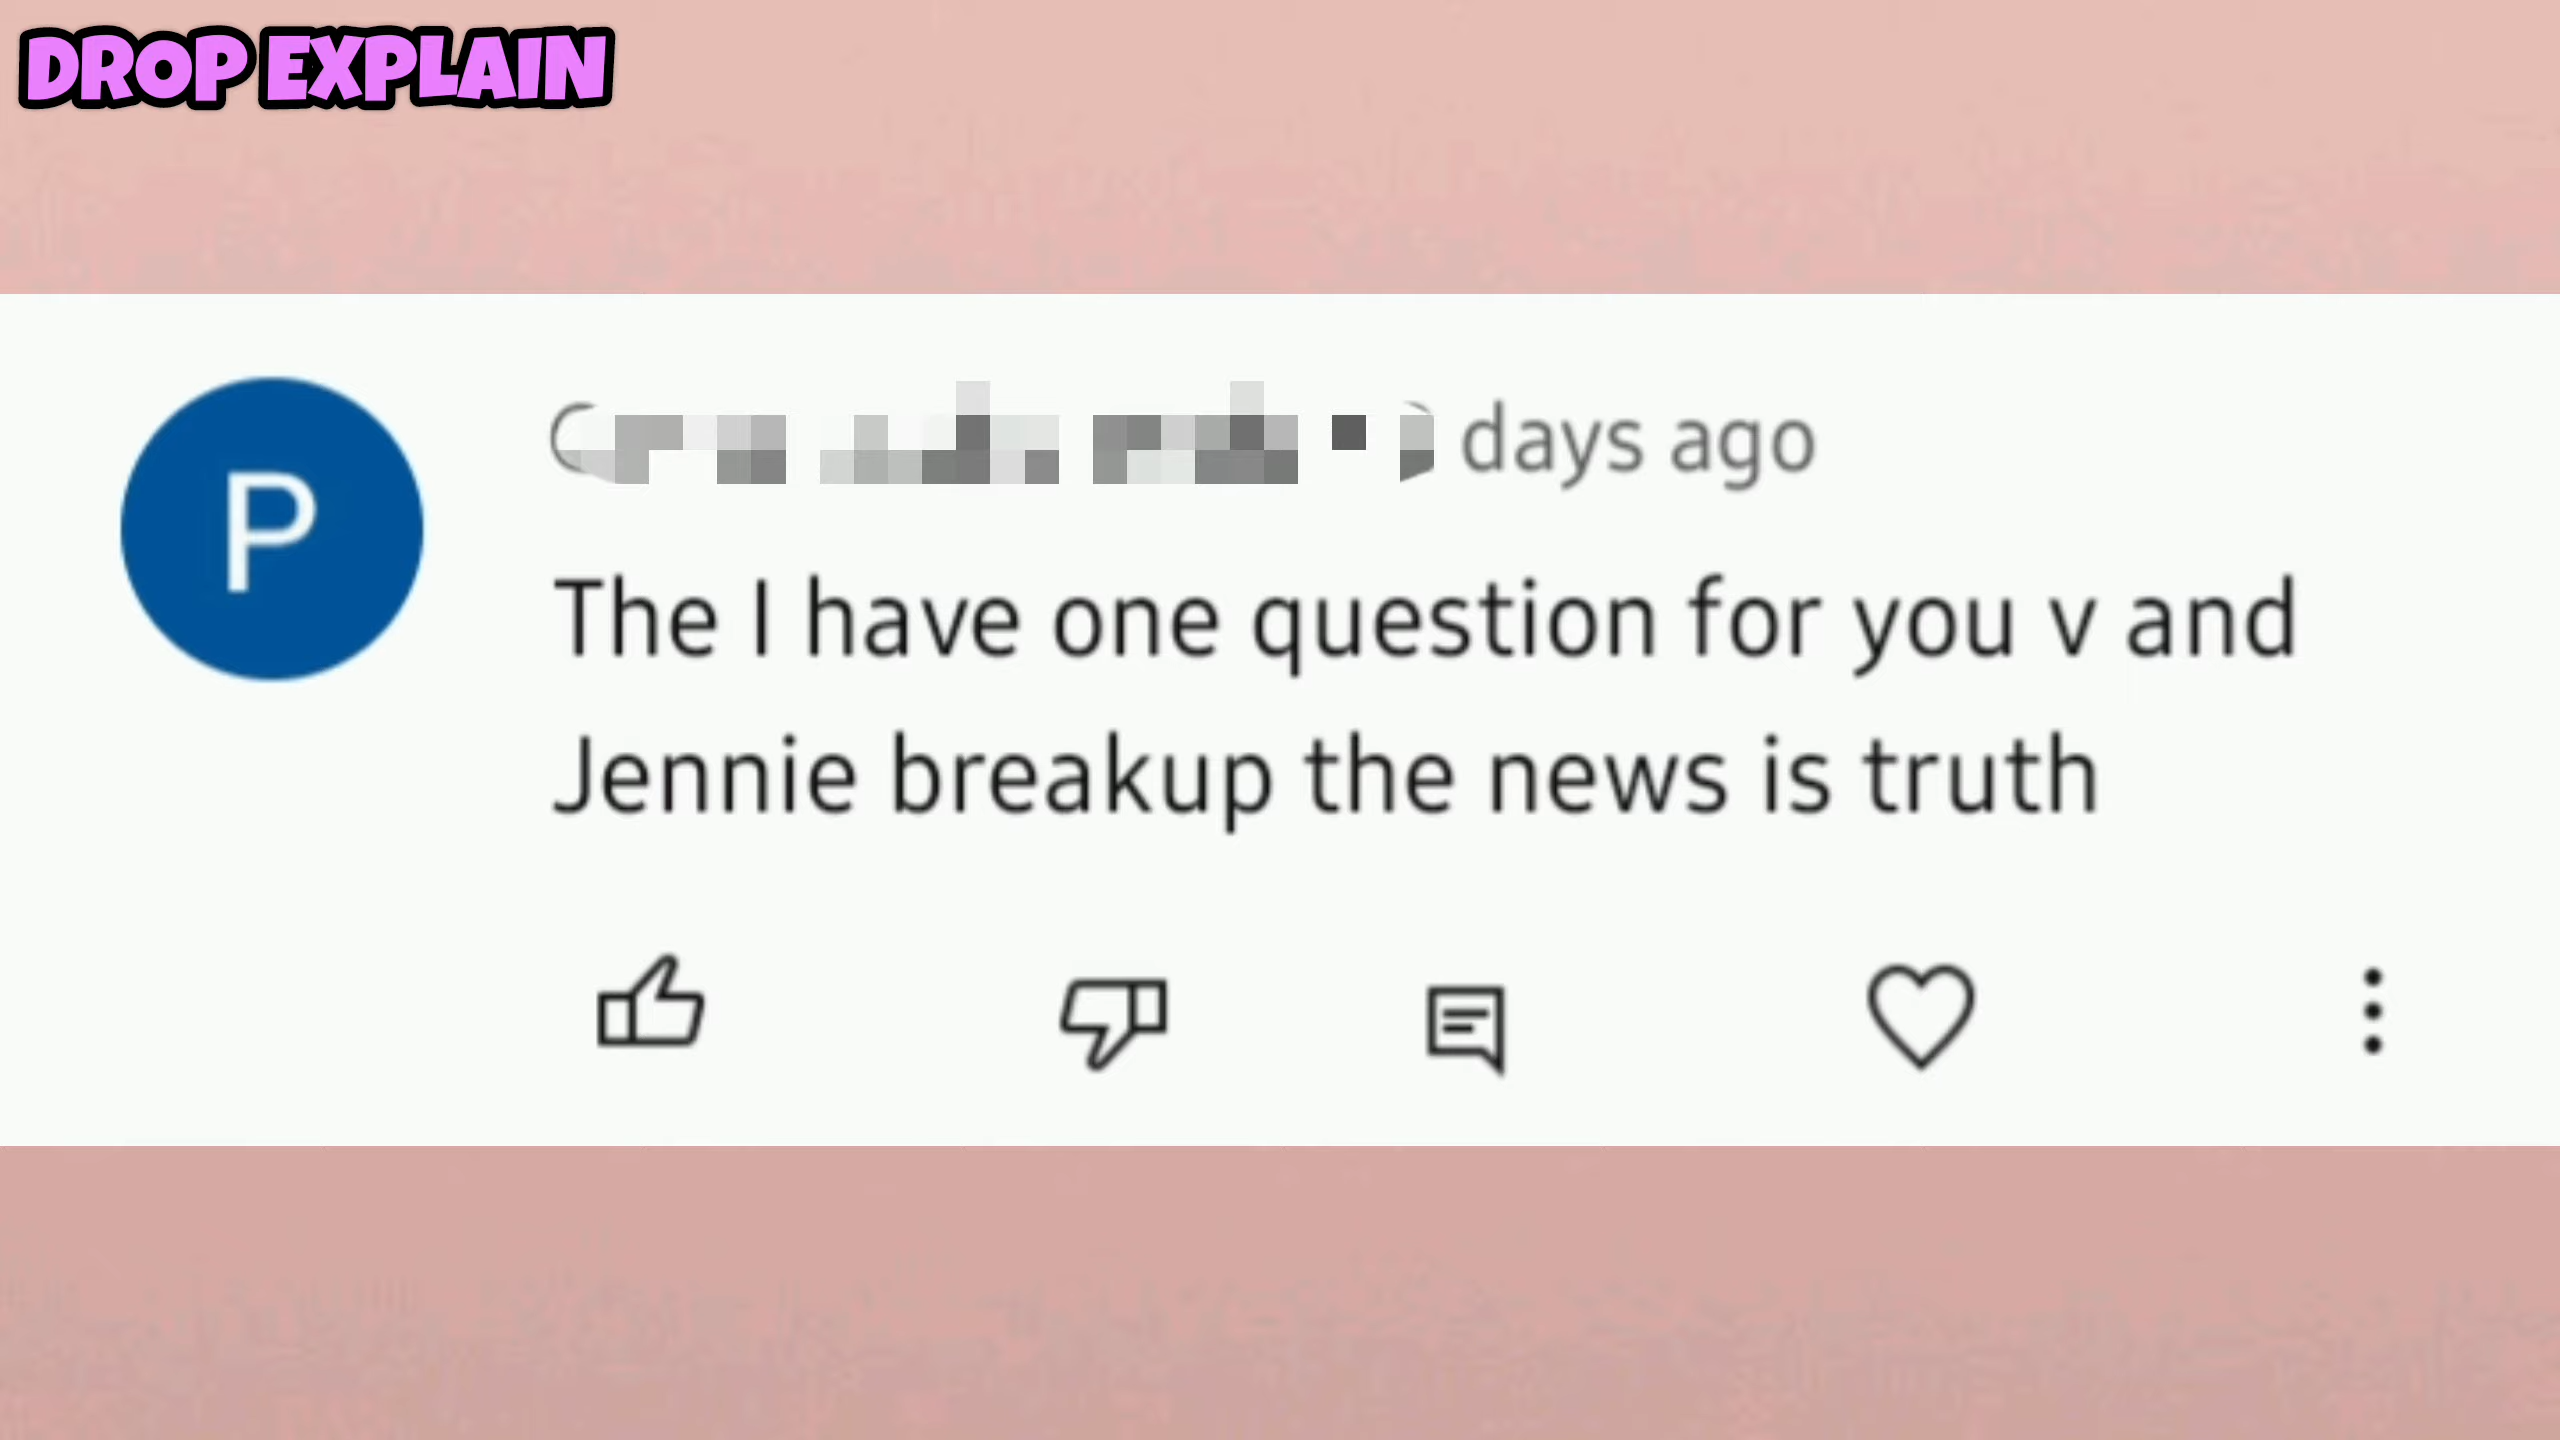 DROP EXPLAIN
P
days ago
The I have one question for you v and
Jennie breakup the news is truth